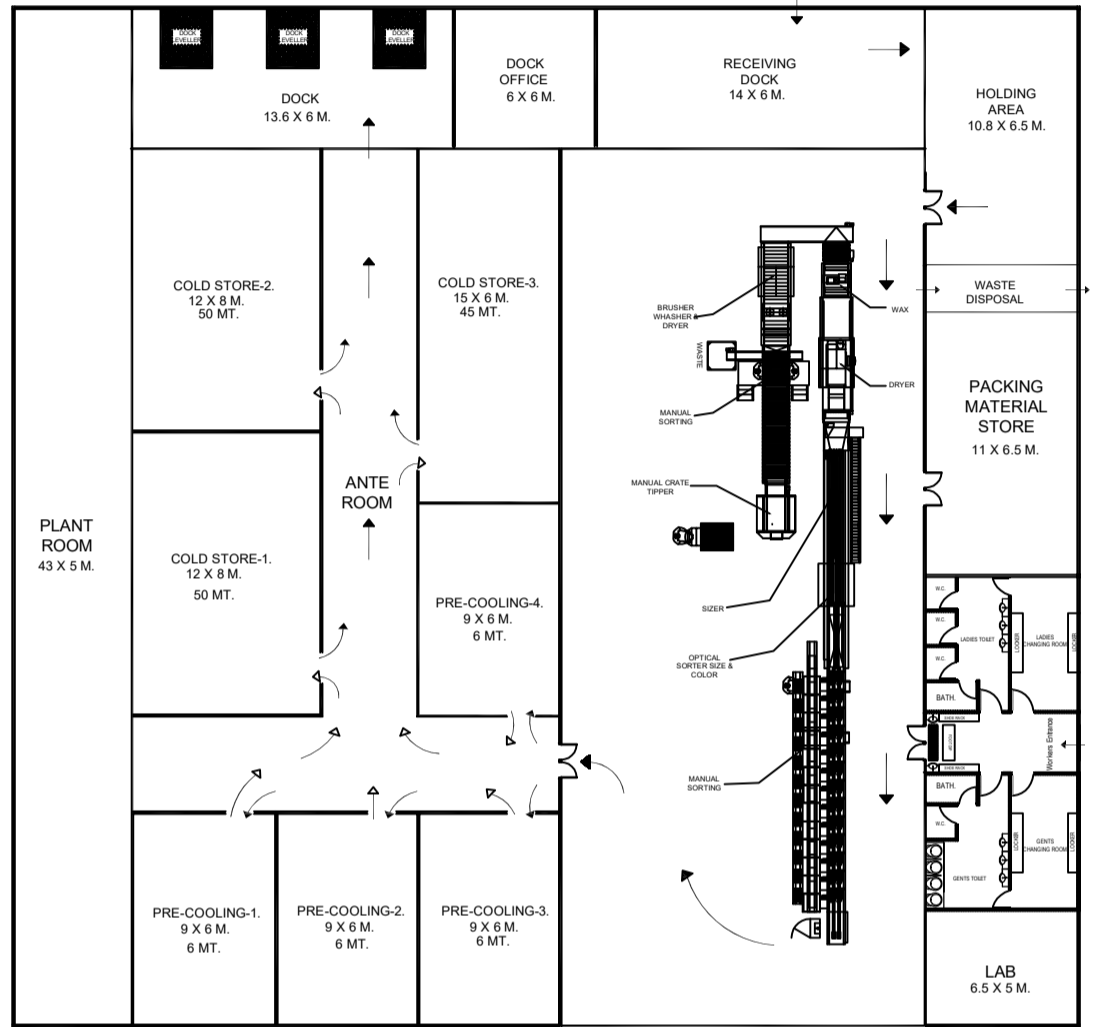 DOCK
LEVELLER
DOCK
LEVELLER
DOCK
LEVELLER
DOCK
13.6 X 6 M.
DOCK
OFFICE
6 X 6 M.
RECEIVING
DOCK
14 X 6 M.
HOLDING
AREA
10.8 X 6.5 M.
COLD STORE-2.
12 X 8 M.
50 MT.
COLD STORE-3.
15 X 6 M.
45 MT.
BRUSHER
WHASHER &
DRYER
WASTE
WAX
DRYER
MANUAL
SORTING
MANUAL CRATE
TIPPER
WASTE
DISPOSAL
PACKING
MATERIAL
STORE
11 X 6.5 M.
PLANT
ROOM
43 X 5 M.
ANTE
ROOM
COLD STORE-1.
12 X 8 M.
50 MT.
PRE-COOLING-4.
9 X 6 M.
6 MT.
SIZER
OPTICAL
SORTER SIZE &
COLOR
MANUAL
SORTING
W.C.
W.C.
W.C.
LADIES TOILET
LOCKER
LADIES
CHANGING ROOM
LOCKER
BATH.
SHOE RACK
Workers Entrance
SHOE RACK
BATH.
W.C.
GENTS TOILET
LOCKER
GENTS
CHANGING ROOM
LOCKER
PRE-COOLING-1.
9 X 6 M.
6 MT.
PRE-COOLING-2.
9 X 6 M.
6 MT.
PRE-COOLING-3.
9 X 6 M.
6 MT.
LAB
6.5 X 5 M.